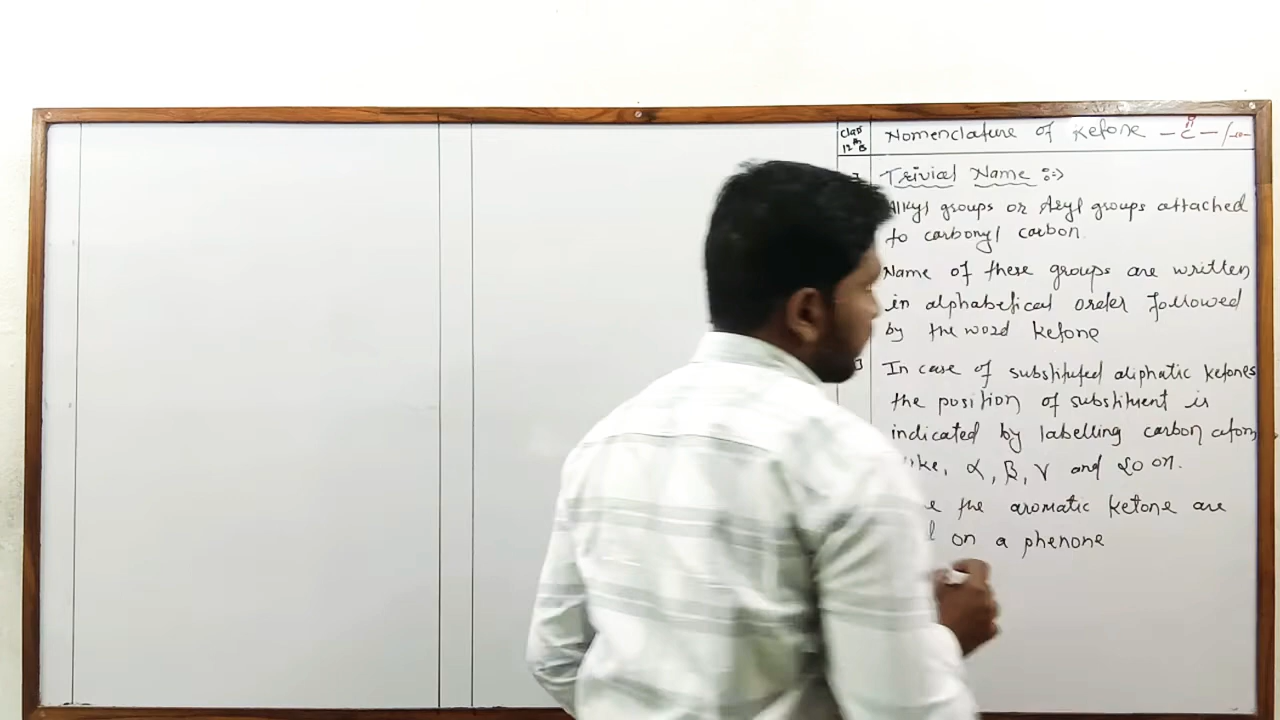 Class 12th B
Nomenclature of Ketone -C-/-co-
Trivial Name :->
Alkyl groups or Aryl groups attached
to carbonyl carbon
Name of these groups are written
in alphabetical order followed
by the word Ketone
In case of substituted aliphatic ketones
the position of substituent is
indicated by labelling carbon atom
α, β, γ and so on.
the aromatic ketone are
on a phenone